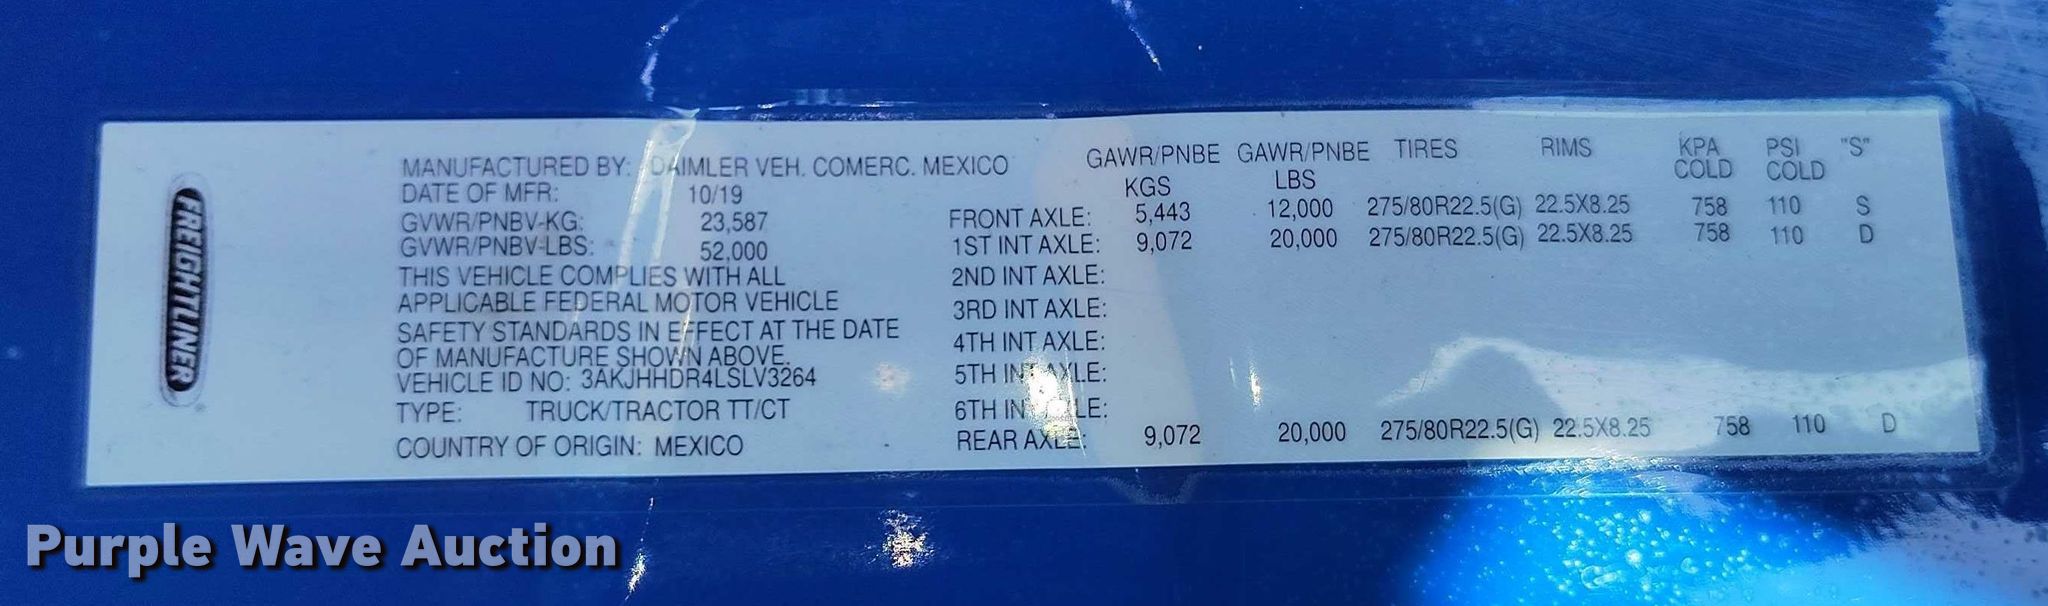 FREIGHTLINER
MANUFACTURED BY: DAIMLER VEH. COMERC. MEXICO
DATE OF MFR: 10/19
GVWR/PNBV-KG: 23,587
GVWR/PNBV-LBS: 52,000
THIS VEHICLE COMPLIES WITH ALL
APPLICABLE FEDERAL MOTOR VEHICLE
SAFETY STANDARDS IN EFFECT AT THE DATE
OF MANUFACTURE SHOWN ABOVE.
VEHICLE ID NO: 3AKJHHDR4LSLV3264
TYPE: TRUCK/TRACTOR TT/CT
COUNTRY OF ORIGIN: MEXICO
GAWR/PNBE GAWR/PNBE TIRES RIMS KPA PSI "S"
KGS LBS COLD COLD
FRONT AXLE: 5,443 12,000 275/80R22.5(G) 22.5X8.25 758 110 S
1ST INT AXLE: 9,072 20,000 275/80R22.5(G) 22.5X8.25 758 110 D
2ND INT AXLE:
3RD INT AXLE:
4TH INT AXLE:
5TH INT AXLE:
6TH INT AXLE:
REAR AXLE: 9,072 20,000 275/80R22.5(G) 22.5X8.25 758 110 D
Purple Wave Auction